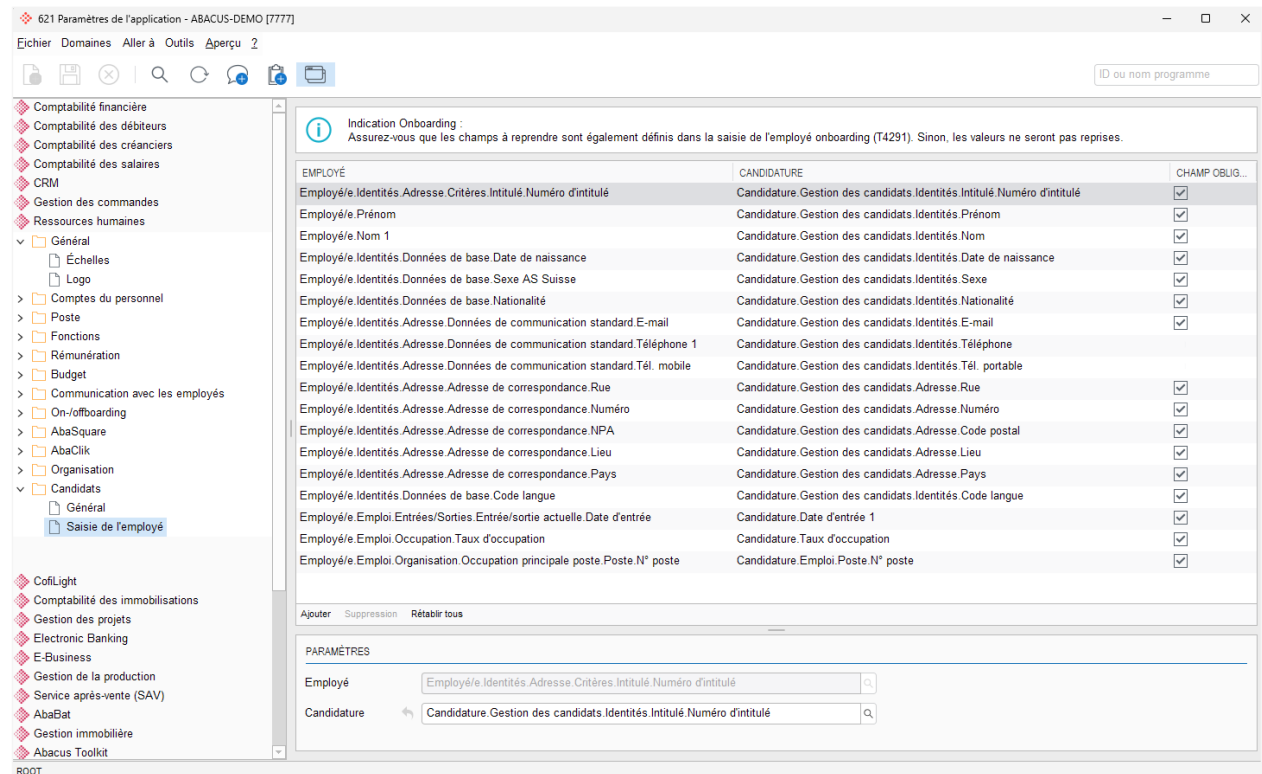 621 Paramètres de l'application - ABACUS-DEMO [7777]
Fichier Domaines Aller à Outils Aperçu ?
ID ou nom programme
Comptabilité financière
Comptabilité des débiteurs
Comptabilité des créanciers
Comptabilité des salaires
CRM
Gestion des commandes
Ressources humaines
Général
Échelles
Logo
Comptes du personnel
Poste
Fonctions
Rémunération
Budget
Communication avec les employés
On-/offboarding
AbaSquare
AbaClik
Organisation
Candidats
Général
Saisie de l'employé
CofiLight
Comptabilité des immobilisations
Gestion des projets
Electronic Banking
E-Business
Gestion de la production
Service après-vente (SAV)
AbaBat
Gestion immobilière
Abacus Toolkit
ROOT
Indication Onboarding :
Assurez-vous que les champs à reprendre sont également définis dans la saisie de l'employé onboarding (T4291). Sinon, les valeurs ne seront pas reprises.
EMPLOYÉ CANDIDATURE CHAMP OBLIG...
Employé/e.Identités.Adresse.Critères.Intitulé.Numéro d'intitulé Candidature.Gestion des candidats.Identités.Intitulé.Numéro d'intitulé
Employé/e.Prénom Candidature.Gestion des candidats.Identités.Prénom
Employé/e.Nom 1 Candidature.Gestion des candidats.Identités.Nom
Employé/e.Identités.Données de base.Date de naissance Candidature.Gestion des candidats.Identités.Date de naissance
Employé/e.Identités.Données de base.Sexe AS Suisse Candidature.Gestion des candidats.Identités.Sexe
Employé/e.Identités.Données de base.Nationalité Candidature.Gestion des candidats.Identités.Nationalité
Employé/e.Identités.Adresse.Données de communication standard.E-mail Candidature.Gestion des candidats.Identités.E-mail
Employé/e.Identités.Adresse.Données de communication standard.Téléphone 1 Candidature.Gestion des candidats.Identités.Téléphone
Employé/e.Identités.Adresse.Données de communication standard.Tél. mobile Candidature.Gestion des candidats.Identités.Tél. portable
Employé/e.Identités.Adresse.Adresse de correspondance.Rue Candidature.Gestion des candidats.Adresse.Rue
Employé/e.Identités.Adresse.Adresse de correspondance.Numéro Candidature.Gestion des candidats.Adresse.Numéro
Employé/e.Identités.Adresse.Adresse de correspondance.NPA Candidature.Gestion des candidats.Adresse.Code postal
Employé/e.Identités.Adresse.Adresse de correspondance.Lieu Candidature.Gestion des candidats.Adresse.Lieu
Employé/e.Identités.Adresse.Adresse de correspondance.Pays Candidature.Gestion des candidats.Adresse.Pays
Employé/e.Identités.Données de base.Code langue Candidature.Gestion des candidats.Identités.Code langue
Employé/e.Emploi.Entrées/Sorties.Entrée/sortie actuelle.Date d'entrée Candidature.Date d'entrée 1
Employé/e.Emploi.Occupation.Taux d'occupation Candidature.Taux d'occupation
Employé/e.Emploi.Organisation.Occupation principale poste.Poste.N° poste Candidature.Emploi.Poste.N° poste
Ajouter Suppression Rétablir tous
PARAMÈTRES
Employé Employé/e.Identités.Adresse.Critères.Intitulé.Numéro d'intitulé
Candidature Candidature.Gestion des candidats.Identités.Intitulé.Numéro d'intitulé